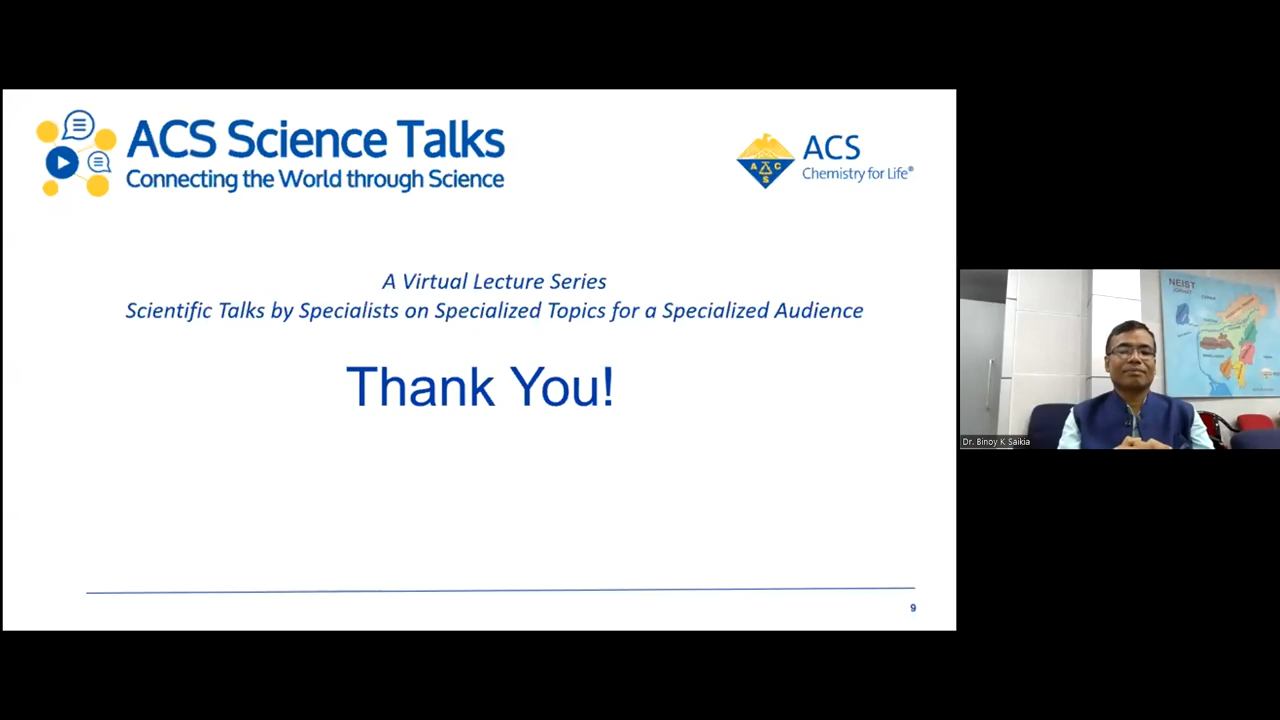 ACS Science Talks
Connecting the World through Science
A C S
ACS
Chemistry for Life®
A Virtual Lecture Series
Scientific Talks by Specialists on Specialized Topics for a Specialized Audience
Thank You!
9
NEIST
Dr. Binoy K Saikia